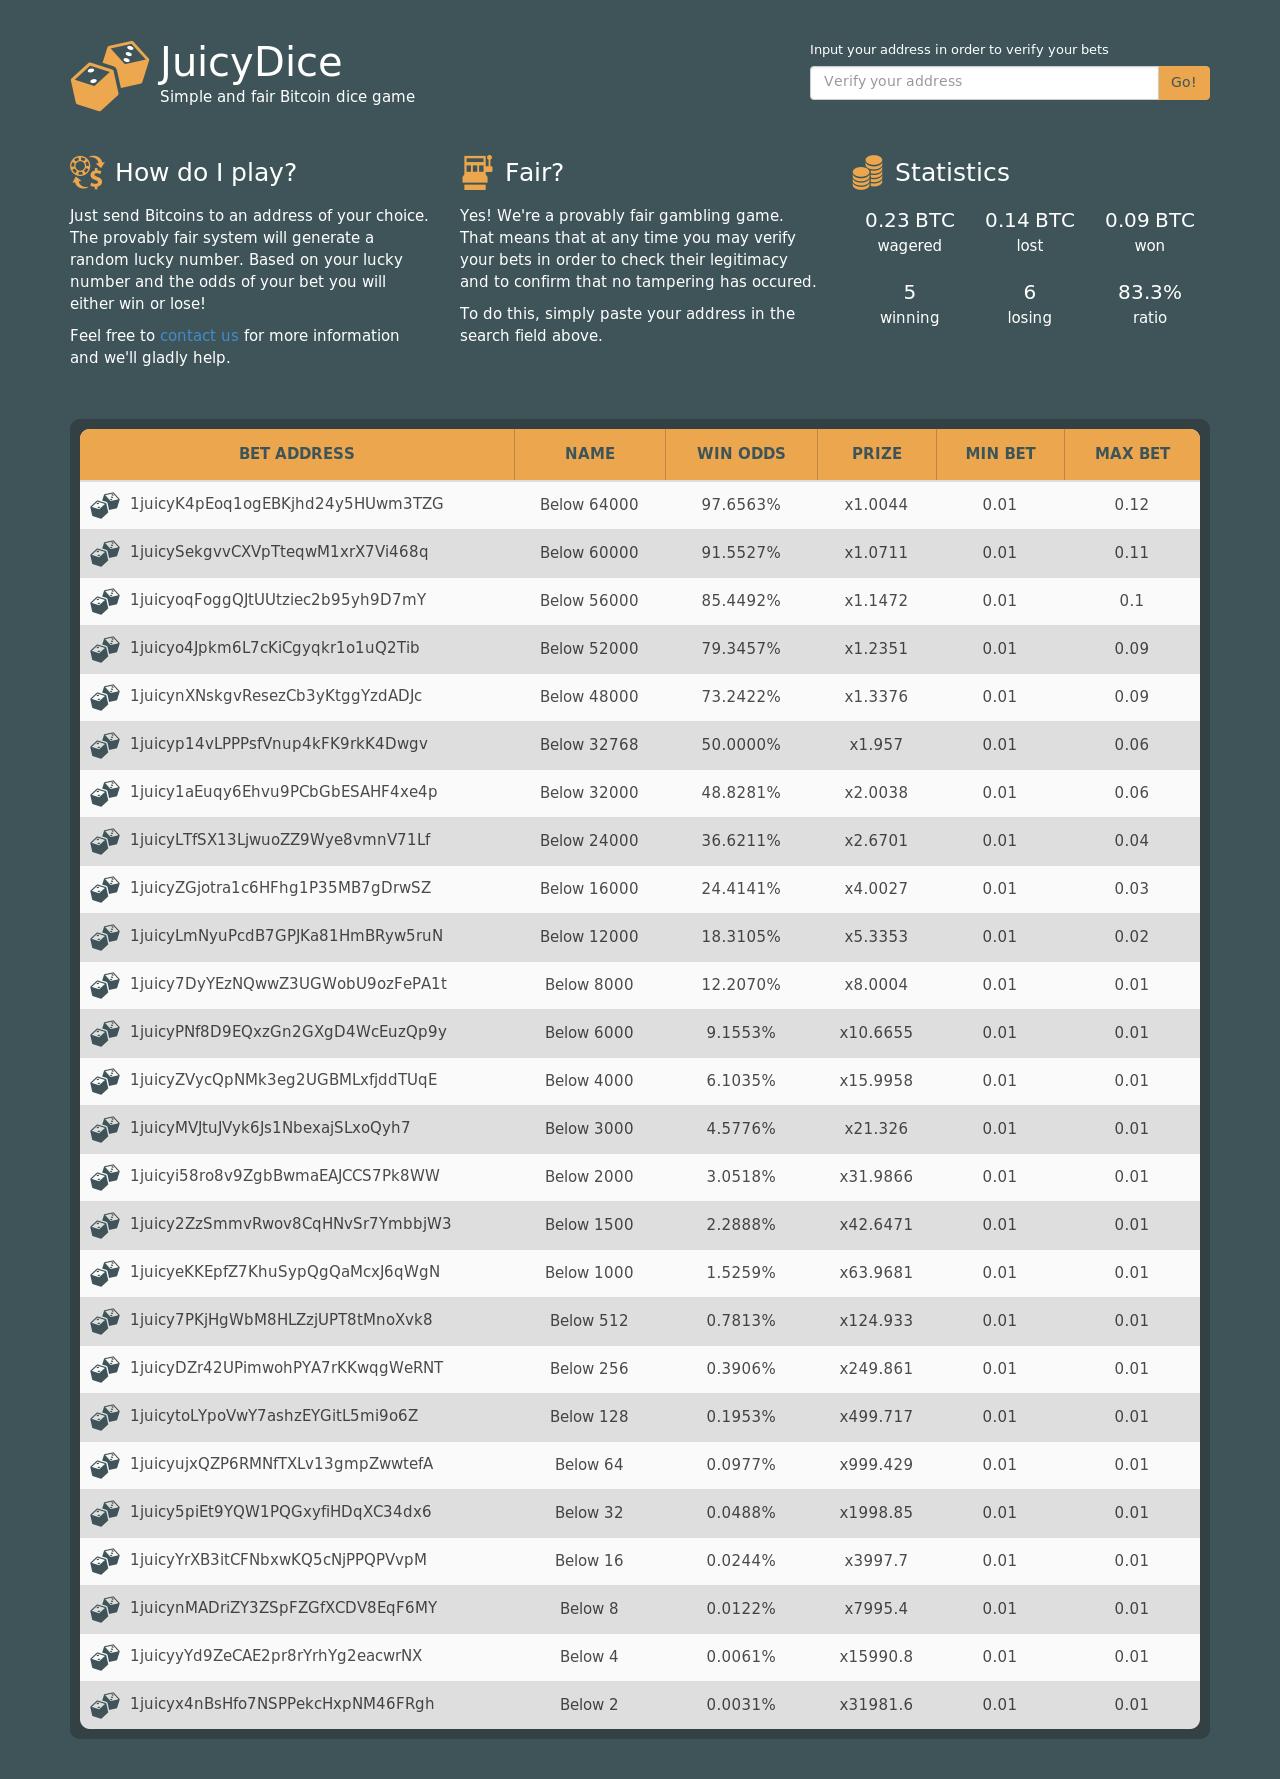 JuicyDice
Simple and fair Bitcoin dice game
Input your address in order to verify your bets
Verify your address
Go!
How do I play?
Just send Bitcoins to an address of your choice.
The provably fair system will generate a
random lucky number. Based on your lucky
number and the odds of your bet you will
either win or lose!
Feel free to contact us for more information
and we'll gladly help.
Fair?
Yes! We're a provably fair gambling game.
That means that at any time you may verify
your bets in order to check their legitimacy
and to confirm that no tampering has occured.
To do this, simply paste your address in the
search field above.
Statistics
0.23 BTC 0.14 BTC 0.09 BTC
wagered lost won
5 6 83.3%
winning losing ratio
BET ADDRESS NAME WIN ODDS PRIZE MIN BET MAX BET
1juicyK4pEoq1ogEBKjhd24y5HUwm3TZG Below 64000 97.6563% x1.0044 0.01 0.12
1juicySekgvvCXVpTteqwM1xrX7Vi468q Below 60000 91.5527% x1.0711 0.01 0.11
1juicyoqFoggQJtUUtziec2b95yh9D7mY Below 56000 85.4492% x1.1472 0.01 0.1
1juicyo4Jpkm6L7cKiCgyqkr1o1uQ2Tib Below 52000 79.3457% x1.2351 0.01 0.09
1juicynXNskgvResezCb3yKtggYzdADJc Below 48000 73.2422% x1.3376 0.01 0.09
1juicyp14vLPPPsfVnup4kFK9rkK4Dwgv Below 32768 50.0000% x1.957 0.01 0.06
1juicy1aEuqy6Ehvu9PCbGbESAHF4xe4p Below 32000 48.8281% x2.0038 0.01 0.06
1juicyLTfSX13LjwuoZZ9Wye8vmnV71Lf Below 24000 36.6211% x2.6701 0.01 0.04
1juicyZGjotra1c6HFhg1P35MB7gDrwSZ Below 16000 24.4141% x4.0027 0.01 0.03
1juicyLmNyuPcdB7GPJKa81HmBRyw5ruN Below 12000 18.3105% x5.3353 0.01 0.02
1juicy7DyYEzNQwwZ3UGWobU9ozFePA1t Below 8000 12.2070% x8.0004 0.01 0.01
1juicyPNf8D9EQxzGn2GXgD4WcEuzQp9y Below 6000 9.1553% x10.6655 0.01 0.01
1juicyZVycQpNMk3eg2UGBMLxfjddTUqE Below 4000 6.1035% x15.9958 0.01 0.01
1juicyMVJtuJVyk6Js1NbexajSLxoQyh7 Below 3000 4.5776% x21.326 0.01 0.01
1juicyi58ro8v9ZgbBwmaEAJCCS7Pk8WW Below 2000 3.0518% x31.9866 0.01 0.01
1juicy2ZzSmmvRwov8CqHNvSr7YmbbjW3 Below 1500 2.2888% x42.6471 0.01 0.01
1juicyeKKEpfZ7KhuSypQgQaMcxJ6qWgN Below 1000 1.5259% x63.9681 0.01 0.01
1juicy7PKjHgWbM8HLZzjUPT8tMnoXvk8 Below 512 0.7813% x124.933 0.01 0.01
1juicyDZr42UPimwohPYA7rKKwqgWeRNT Below 256 0.3906% x249.861 0.01 0.01
1juicytoLYpoVwY7ashzEYGitL5mi9o6Z Below 128 0.1953% x499.717 0.01 0.01
1juicyujxQZP6RMNfTXLv13gmpZwwtefA Below 64 0.0977% x999.429 0.01 0.01
1juicy5piEt9YQW1PQGxyfiHDqXC34dx6 Below 32 0.0488% x1998.85 0.01 0.01
1juicyYrXB3itCFNbxwKQ5cNjPPQPVvpM Below 16 0.0244% x3997.7 0.01 0.01
1juicynMADriZY3ZSpFZGfXCDV8EqF6MY Below 8 0.0122% x7995.4 0.01 0.01
1juicyyYd9ZeCAE2pr8rYrhYg2eacwrNX Below 4 0.0061% x15990.8 0.01 0.01
1juicyx4nBsHfo7NSPPekcHxpNM46FRgh Below 2 0.0031% x31981.6 0.01 0.01